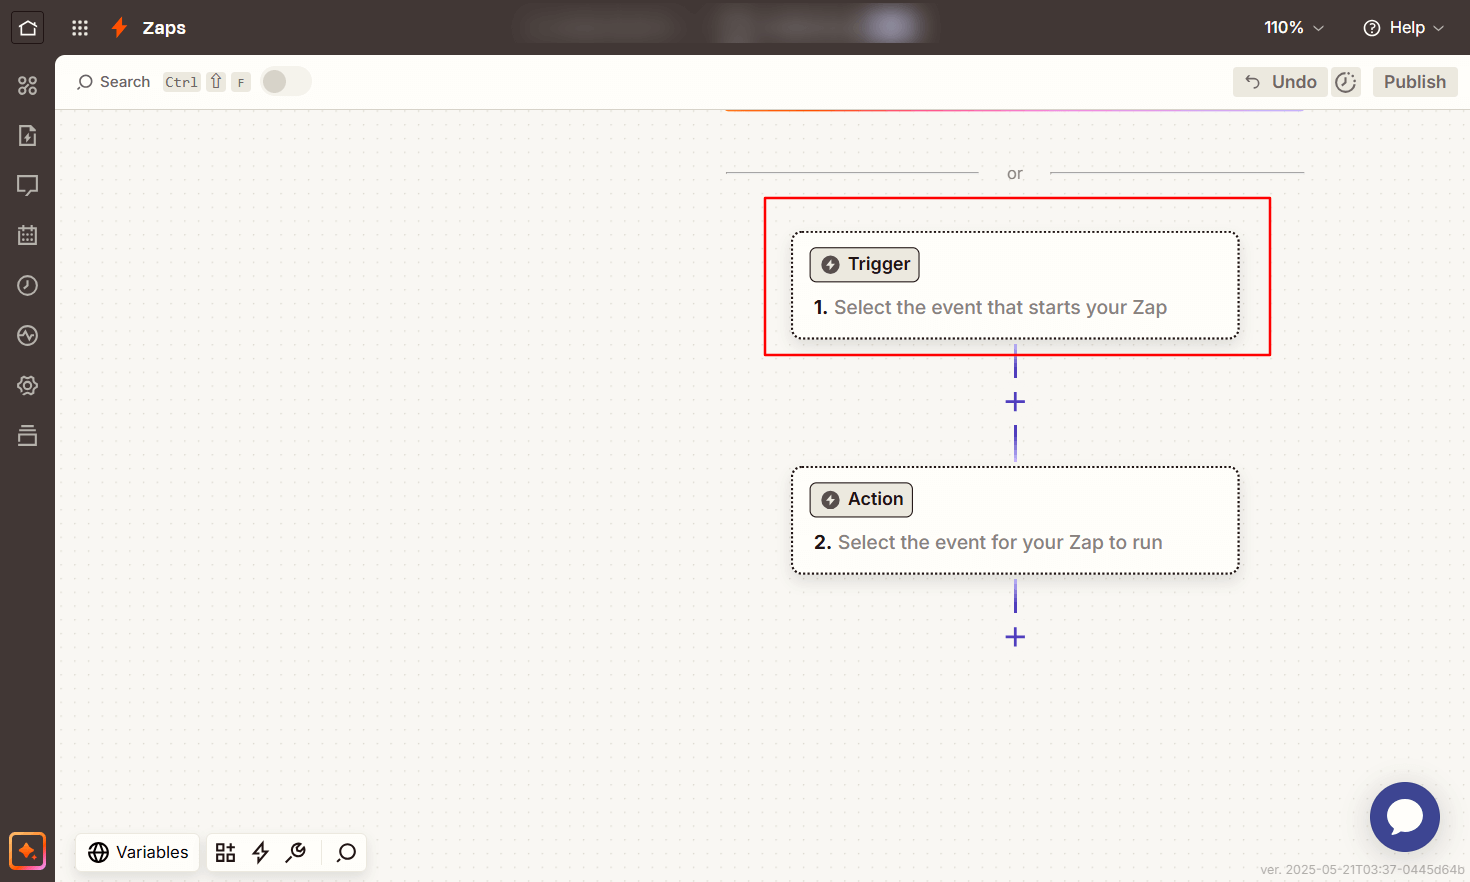 Zaps
110%
Help
Search Ctrl ⇧ F
Undo
Publish
or
Trigger
1. Select the event that starts your Zap
Action
2. Select the event for your Zap to run
Variables
ver. 2025-05-21T03:37-0445d64b